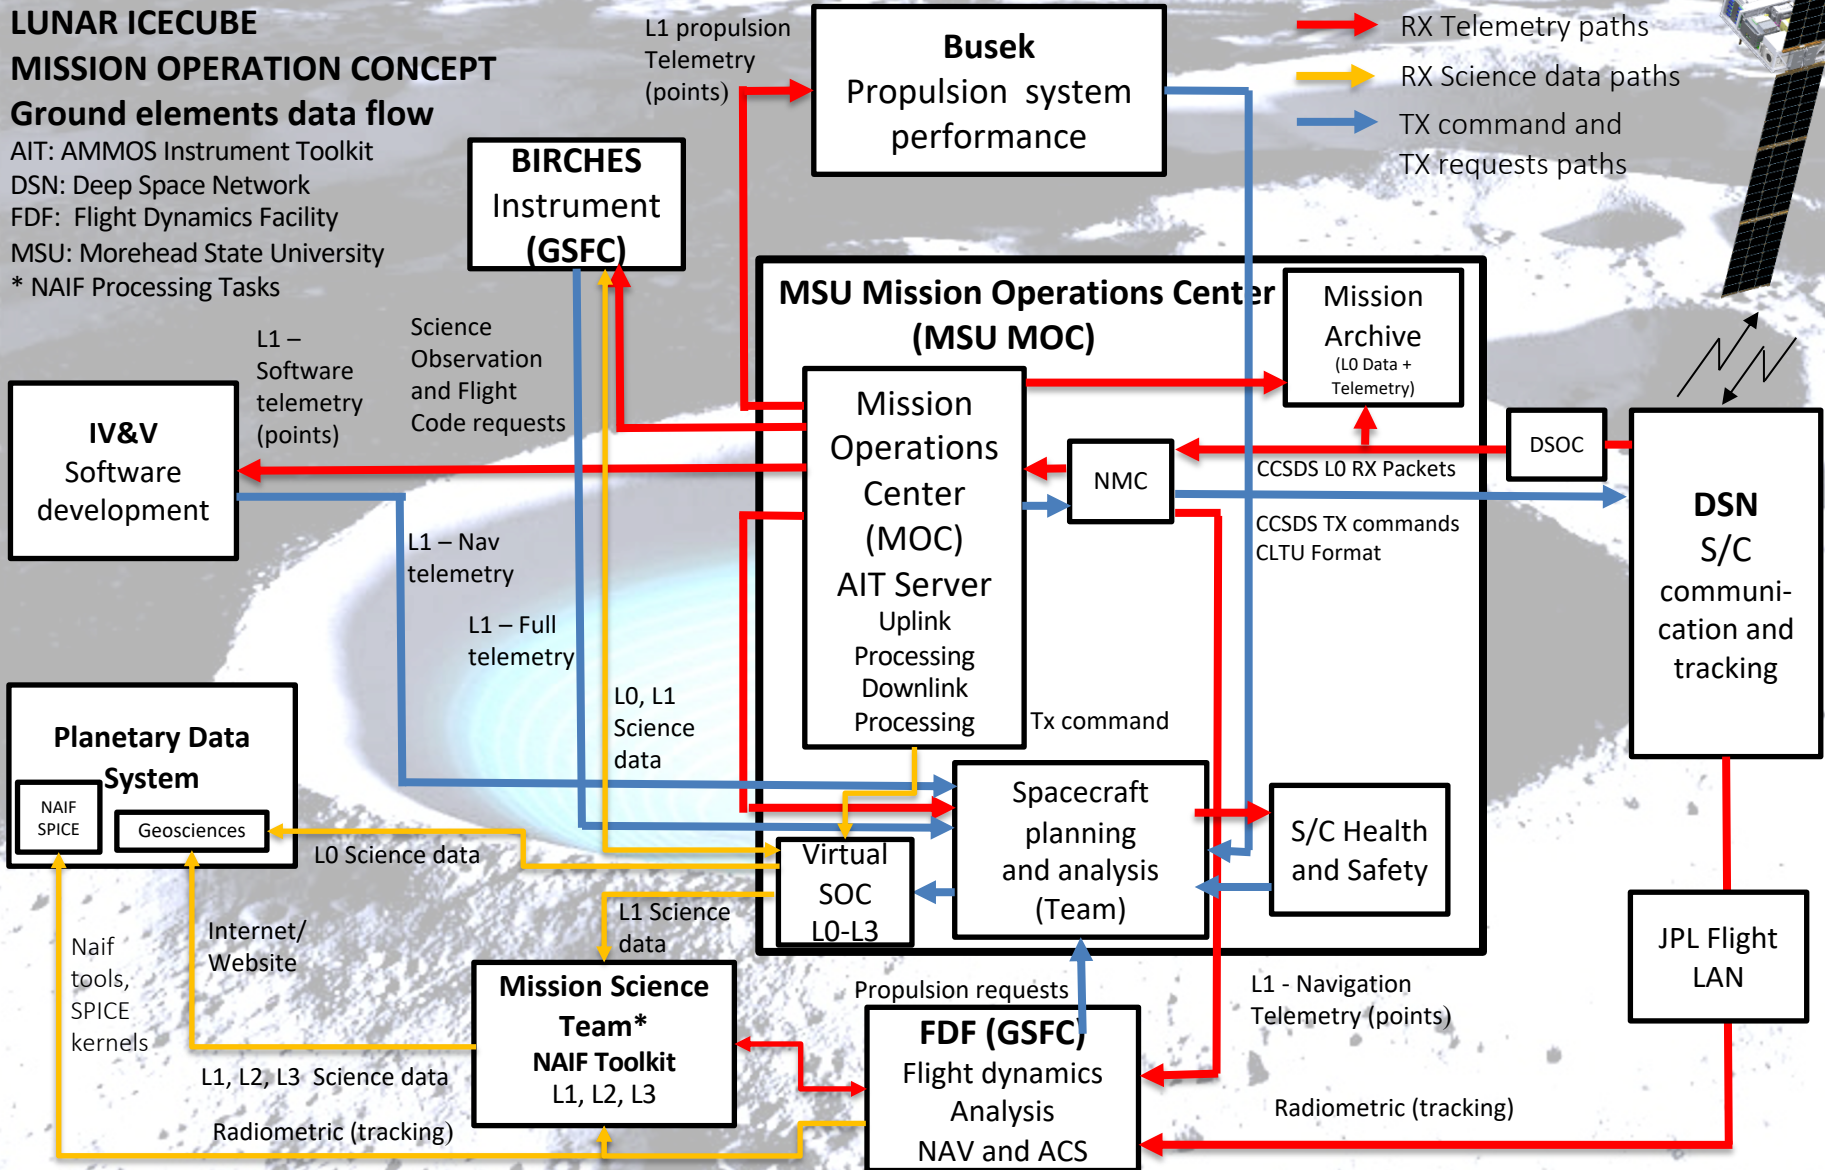 LUNAR ICECUBE
MISSION OPERATION CONCEPT
Ground elements data flow
AIT: AMMOS Instrument Toolkit
DSN: Deep Space Network
FDF: Flight Dynamics Facility
MSU: Morehead State University
* NAIF Processing Tasks
L1 propulsion
Telemetry
(points)
Busek
Propulsion system
performance
RX Telemetry paths
RX Science data paths
TX command and
TX requests paths
BIRCHES
Instrument
(GSFC)
L1 –
Software
telemetry
(points)
Science
Observation
and Flight
Code requests
IV&V
Software
development
L1 – Nav
telemetry
L1 – Full
telemetry
L0, L1
Science
data
MSU Mission Operations Center
(MSU MOC)
Mission
Archive
(L0 Data +
Telemetry)
Mission
Operations
Center
(MOC)
AIT Server
Uplink
Processing
Downlink
Processing
NMC
CCSDS L0 RX Packets
CCSDS TX commands
CLTU Format
DSOC
DSN
S/C
communi-
cation and
tracking
Tx command
Spacecraft
planning
and analysis
(Team)
S/C Health
and Safety
Virtual
SOC
L0-L3
Planetary Data
System
NAIF
SPICE
Geosciences
L0 Science data
L1 Science
data
Naif
tools,
SPICE
kernels
Internet/
Website
Mission Science
Team*
NAIF Toolkit
L1, L2, L3
L1, L2, L3 Science data
Radiometric (tracking)
Propulsion requests
FDF (GSFC)
Flight dynamics
Analysis
NAV and ACS
L1 - Navigation
Telemetry (points)
JPL Flight
LAN
Radiometric (tracking)